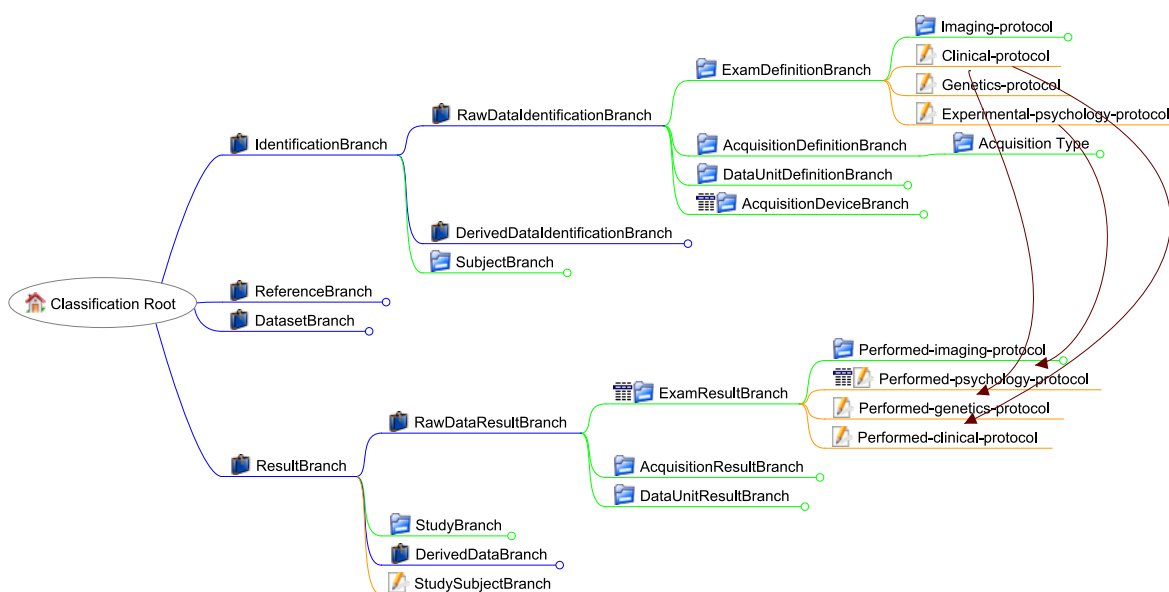 Imaging-protocol
Clinical-protocol
ExamDefinitionBranch
Genetics-protocol
RawDataIdentificationBranch
Experimental-psychology-protocol
IdentificationBranch
AcquisitionDefinitionBranch
Acquisition Type
DataUnitDefinitionBranch
AcquisitionDeviceBranch
DerivedDataIdentificationBranch
SubjectBranch
Classification Root
ReferenceBranch
DatasetBranch
Performed-imaging-protocol
Performed-psychology-protocol
ExamResultBranch
Performed-genetics-protocol
RawDataResultBranch
Performed-clinical-protocol
ResultBranch
AcquisitionResultBranch
DataUnitResultBranch
StudyBranch
DerivedDataBranch
StudySubjectBranch